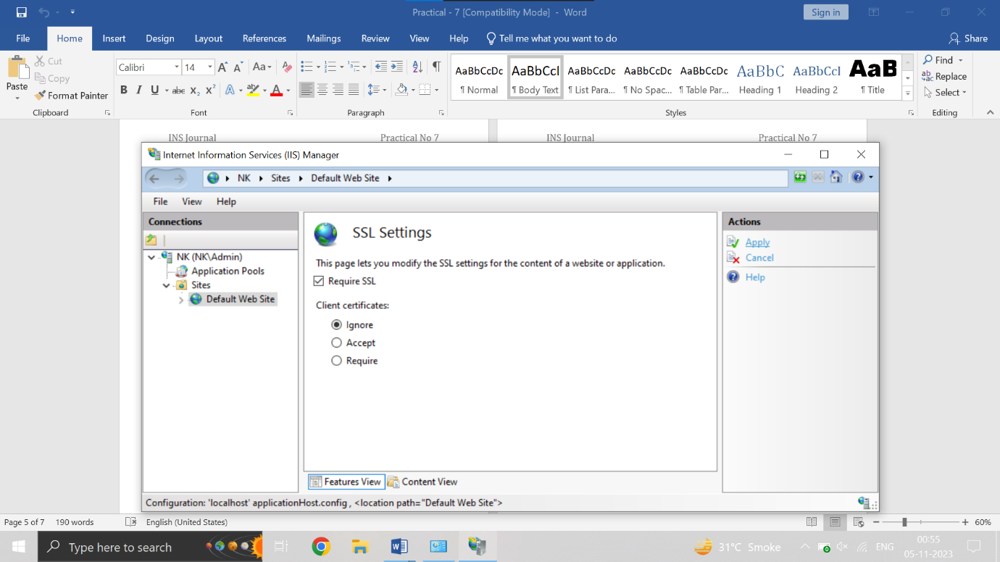 Practical - 7 [Compatibility Mode] - Word
Sign in
File Home Insert Design Layout References Mailings Review View Help Tell me what you want to do Share
Paste
Cut
Copy
Format Painter
Clipboard
Calibri 14
A A Aa
B I U abc X₂ X² A ab A
Font
Paragraph
AaBbCcDc AaBbCcI AaBbCcDc AaBbCcDc AaBbCcDc AaBbC AaBbCcI AaB
¶ Normal ¶ Body Text ¶ List Para... ¶ No Spac... ¶ Table Par... Heading 1 Heading 2 ¶ Title
Styles
Find
Replace
Select
Editing
INS Journal Practical No 7 INS Journal Practical No 7
Internet Information Services (IIS) Manager
NK Sites Default Web Site
File View Help
Connections
NK (NK\Admin)
Application Pools
Sites
Default Web Site
SSL Settings
This page lets you modify the SSL settings for the content of a website or application.
Require SSL
Client certificates:
Ignore
Accept
Require
Features View Content View
Actions
Apply
Cancel
Help
Configuration: 'localhost' applicationHost.config , <location path="Default Web Site">
Page 5 of 7 190 words English (United States) 60%
Type here to search
31°C Smoke ENG
00:55
05-11-2023